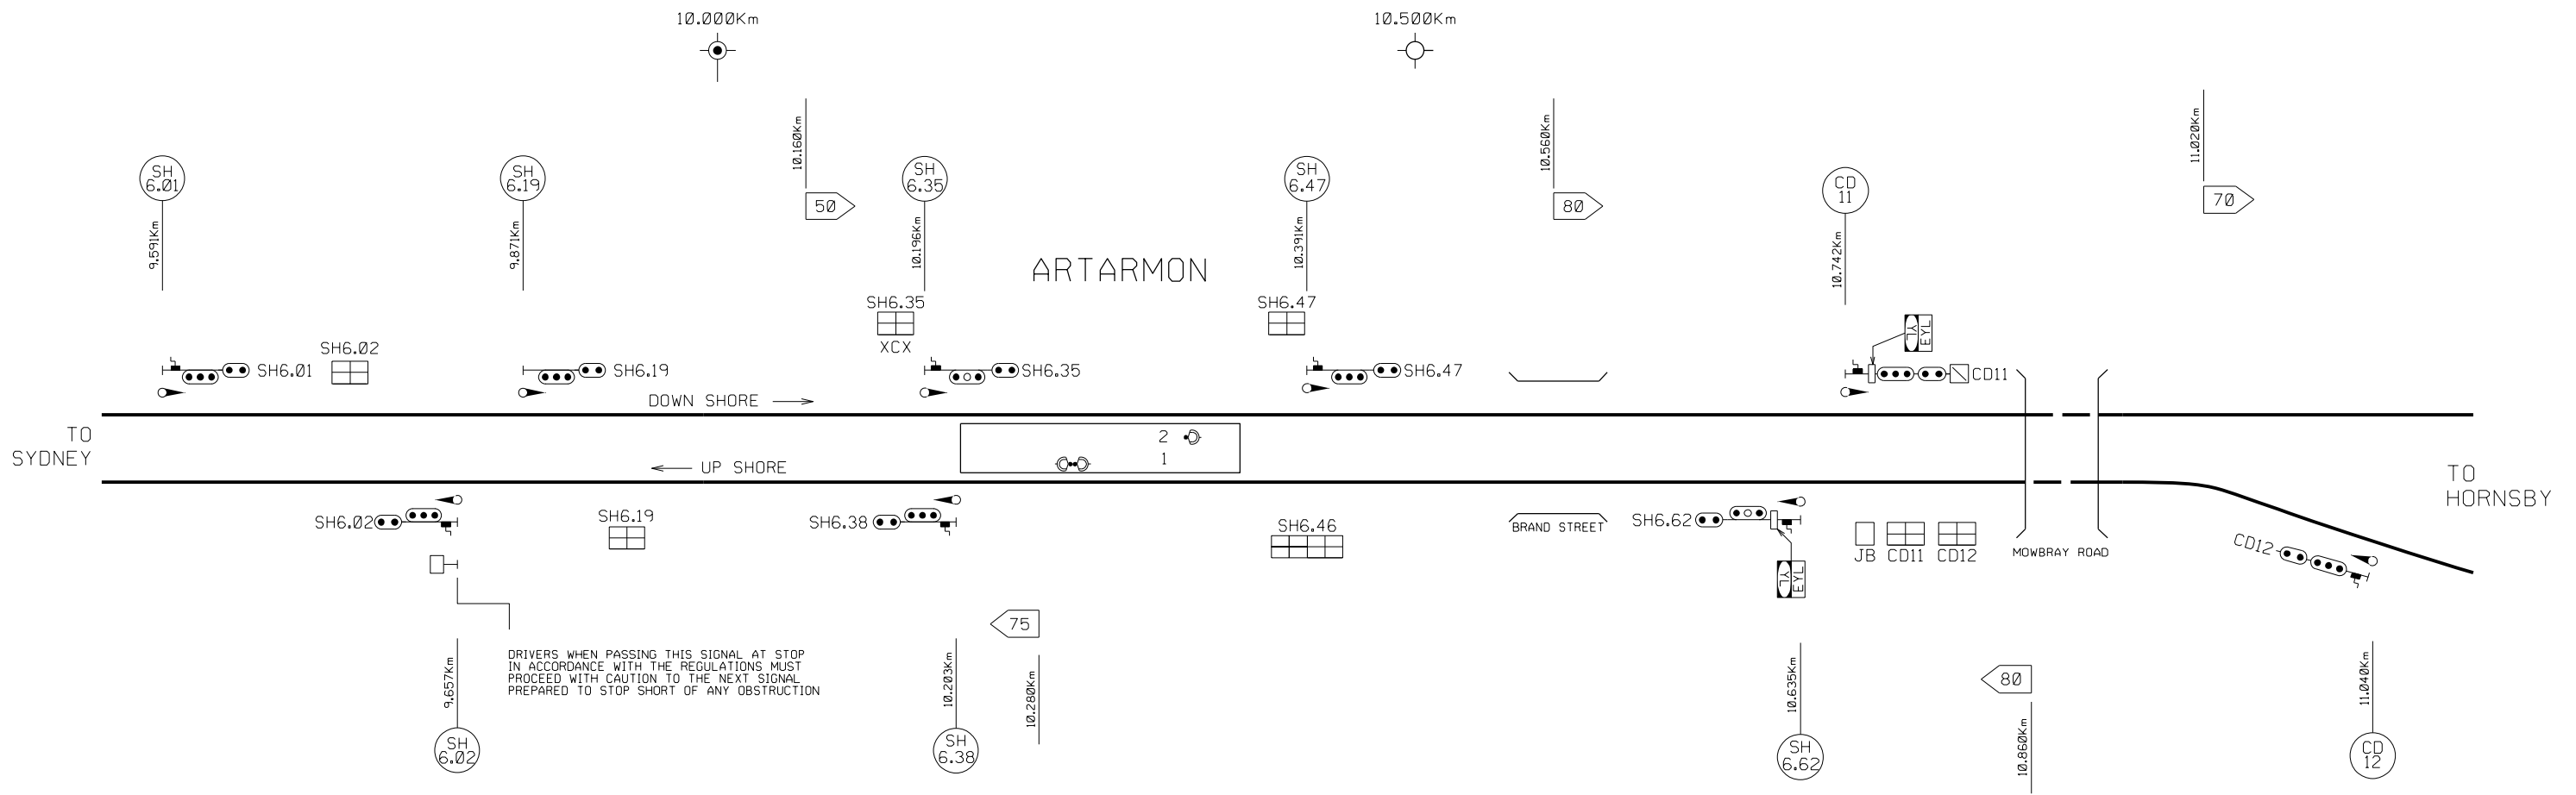 10.000Km
10.500Km
10.160Km
10.560Km
11.020Km
SH
6.01
SH
6.19
SH
6.35
SH
6.47
CD
11
50
80
70
9.591Km
9.871Km
10.196Km
10.391Km
10.742Km
ARTARMON
SH6.35
XCX
SH6.47
YL
EYL
SH6.02
SH6.01
SH6.19
SH6.35
SH6.47
CD11
DOWN SHORE
TO
SYDNEY
2
1
UP SHORE
TO
HORNSBY
SH6.02
SH6.19
SH6.38
SH6.46
BRAND STREET
SH6.62
JB
CD11
CD12
MOWBRAY ROAD
CD12
YL
EYL
75
80
DRIVERS WHEN PASSING THIS SIGNAL AT STOP
IN ACCORDANCE WITH THE REGULATIONS MUST
PROCEED WITH CAUTION TO THE NEXT SIGNAL
PREPARED TO STOP SHORT OF ANY OBSTRUCTION
9.657Km
10.203Km
10.280Km
10.635Km
10.860Km
11.040Km
SH
6.02
SH
6.38
SH
6.62
CD
12